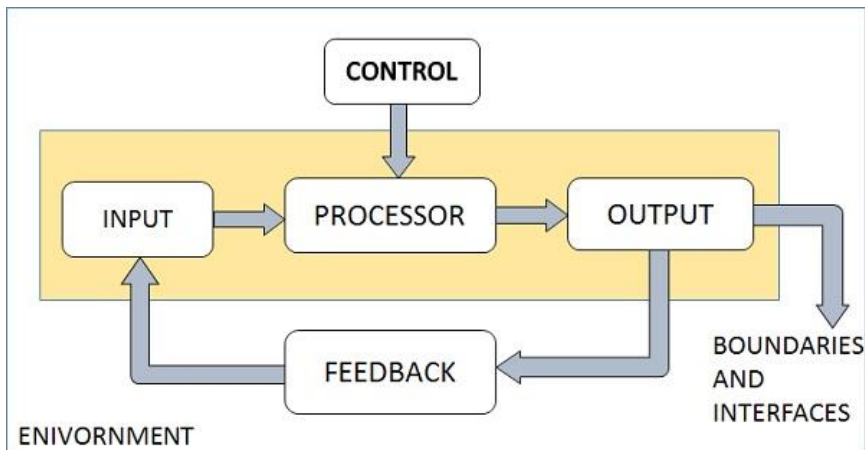 CONTROL
INPUT
PROCESSOR
OUTPUT
FEEDBACK
BOUNDARIES
AND
INTERFACES
ENIVORNMENT